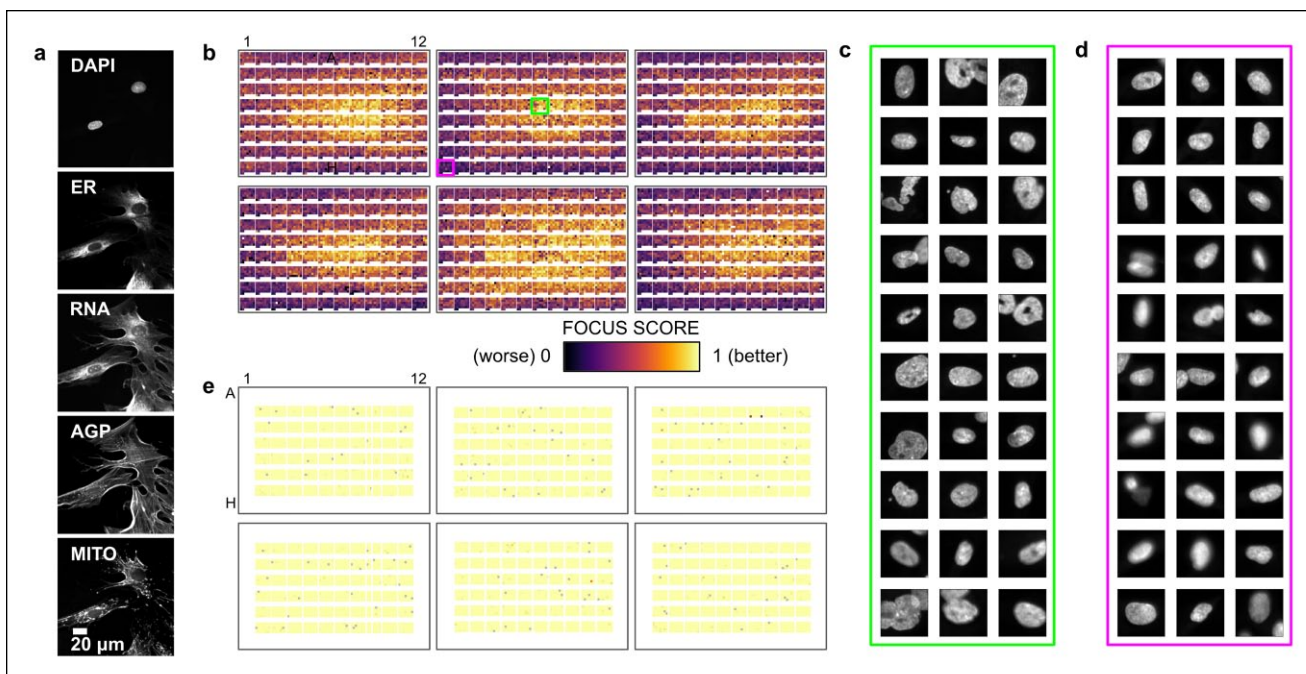 a
DAPI
ER
RNA
AGP
MITO
20 µm
b
1 12
A
H
FOCUS SCORE
(worse) 0 1 (better)
e
1 12
A
H
c
d